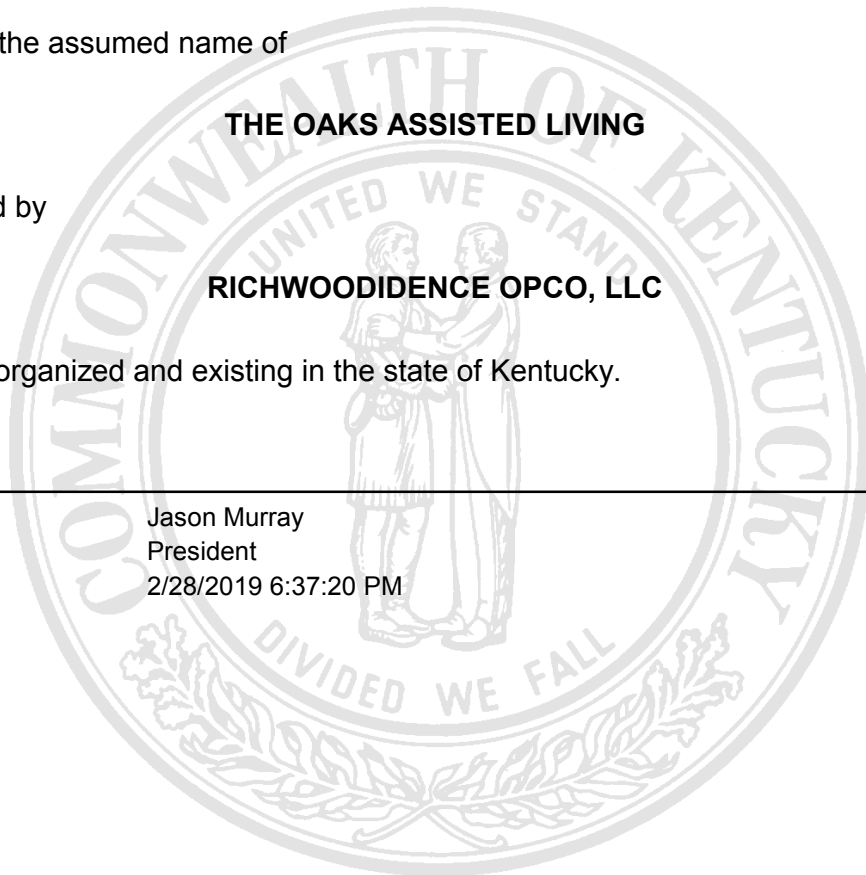 the assumed name of
THE OAKS ASSISTED LIVING
d by
RICHWOODIDENCE OPCO, LLC
organized and existing in the state of Kentucky.
Jason Murray
President
2/28/2019 6:37:20 PM
COMMONWEALTH OF KENTUCKY
UNITED WE STAND
DIVIDED WE FALL